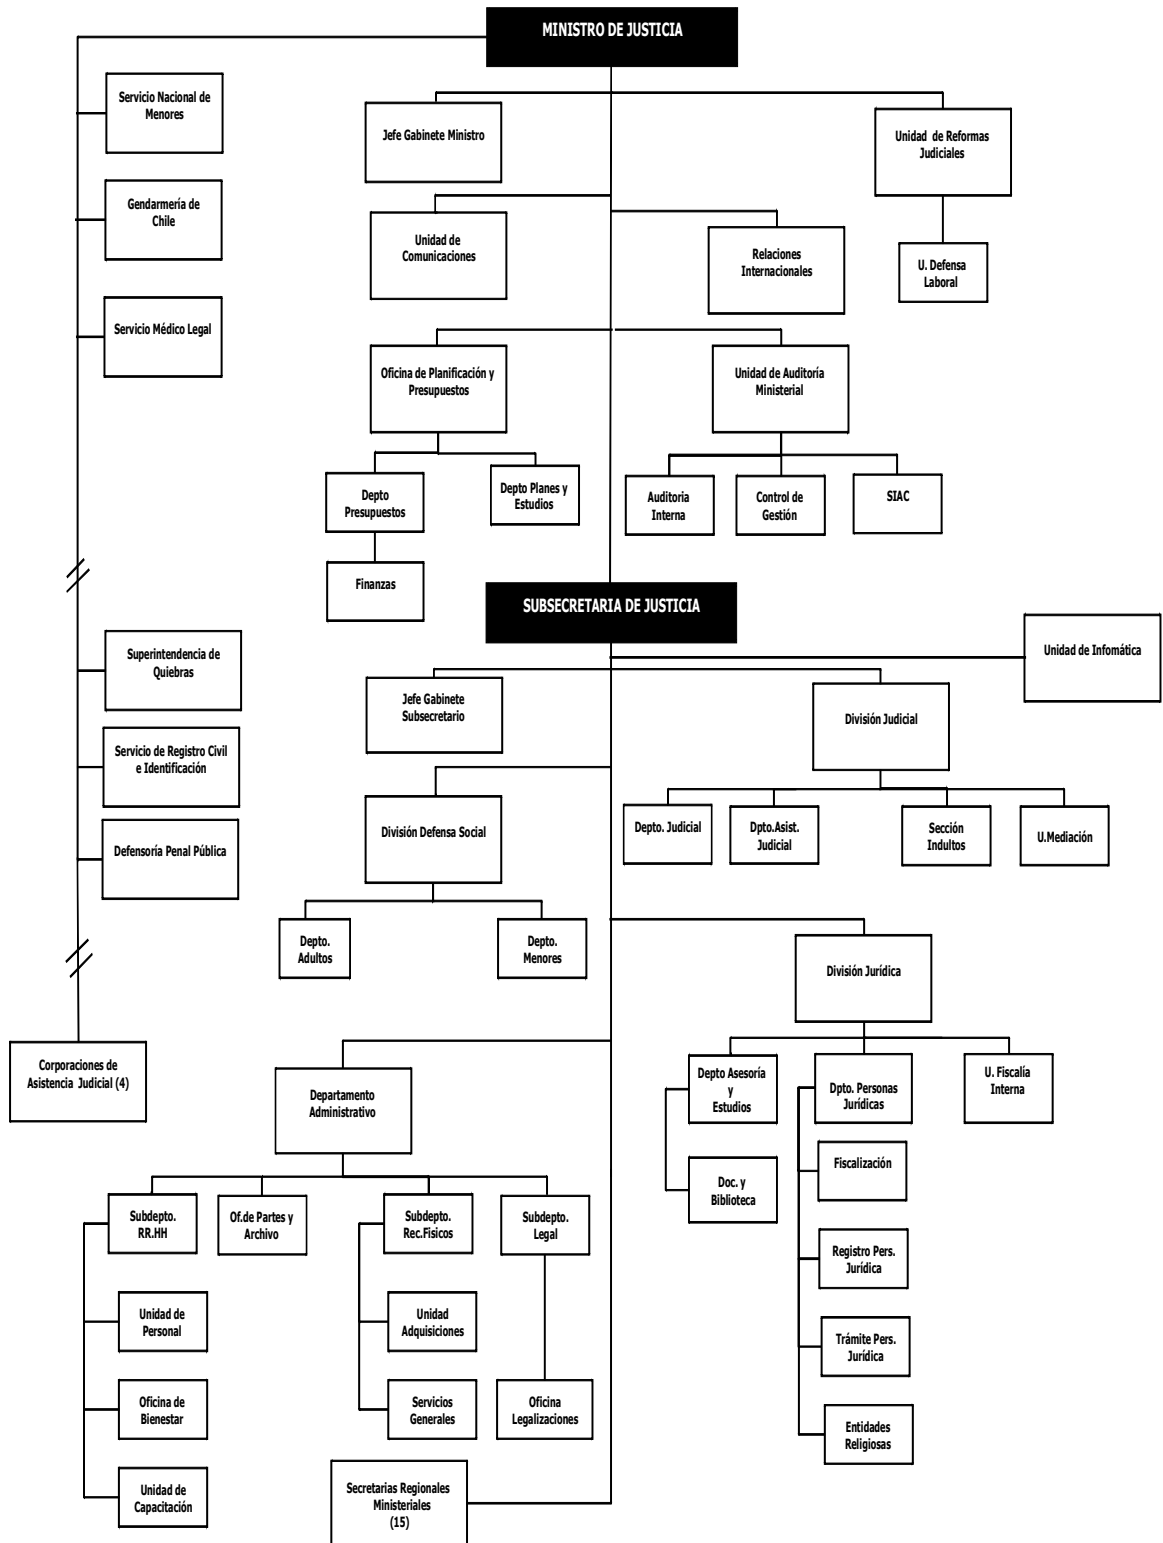 MINISTRO DE JUSTICIA
Servicio Nacional de
Menores
Jefe Gabinete Ministro
Unidad de Reformas
Judiciales
Gendarmería de
Chile
Unidad de
Comunicaciones
Relaciones
Internacionales
U. Defensa
Laboral
Servicio Médico Legal
Oficina de Planificación y
Presupuestos
Unidad de Auditoría
Ministerial
Depto
Presupuestos
Depto Planes y
Estudios
Auditoria
Interna
Control de
Gestión
SIAC
Finanzas
SUBSECRETARIA DE JUSTICIA
Superintendencia de
Quiebras
Unidad de Infomática
Jefe Gabinete
Subsecretario
División Judicial
Servicio de Registro Civil
e Identificación
División Defensa Social
Depto. Judicial
Dpto.Asist.
Judicial
Sección
Indultos
U.Mediación
Defensoría Penal Pública
Depto.
Adultos
Depto.
Menores
División Jurídica
Corporaciones de
Asistencia Judicial (4)
Departamento
Administrativo
Depto Asesoría
y
Estudios
Dpto. Personas
Jurídicas
U. Fiscalía
Interna
Fiscalización
Doc. y
Biblioteca
Subdepto.
RR.HH
Of.de Partes y
Archivo
Subdepto.
Rec.Fisicos
Subdepto.
Legal
Registro Pers.
Jurídica
Unidad de
Personal
Unidad
Adquisiciones
Trámite Pers.
Jurídica
Oficina de
Bienestar
Servicios
Generales
Oficina
Legalizaciones
Entidades
Religiosas
Unidad de
Capacitación
Secretarias Regionales
Ministeriales
(15)